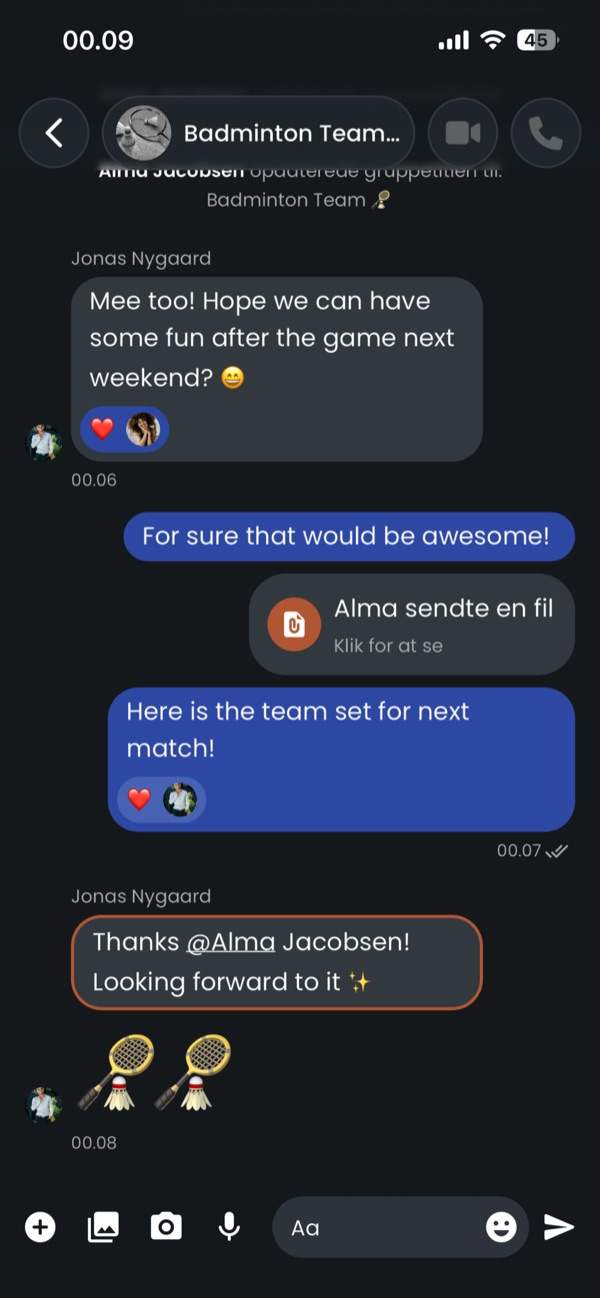 00.09
45
Badminton Team...
Alma Jacobsen opdaterede gruppetitlen til:
Badminton Team 🏸
Jonas Nygaard
Mee too! Hope we can have
some fun after the game next
weekend? 😄
❤️
00.06
For sure that would be awesome!
Alma sendte en fil
Klik for at se
Here is the team set for next
match!
❤️
00.07
Jonas Nygaard
Thanks @Alma Jacobsen!
Looking forward to it ✨
🏸🏸
00.08
Aa